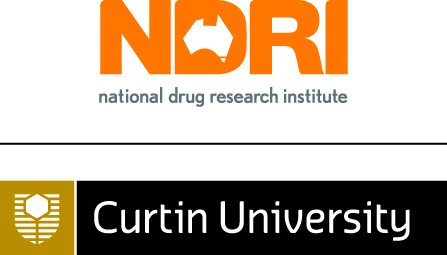 NDRI
national drug research institute
Curtin University